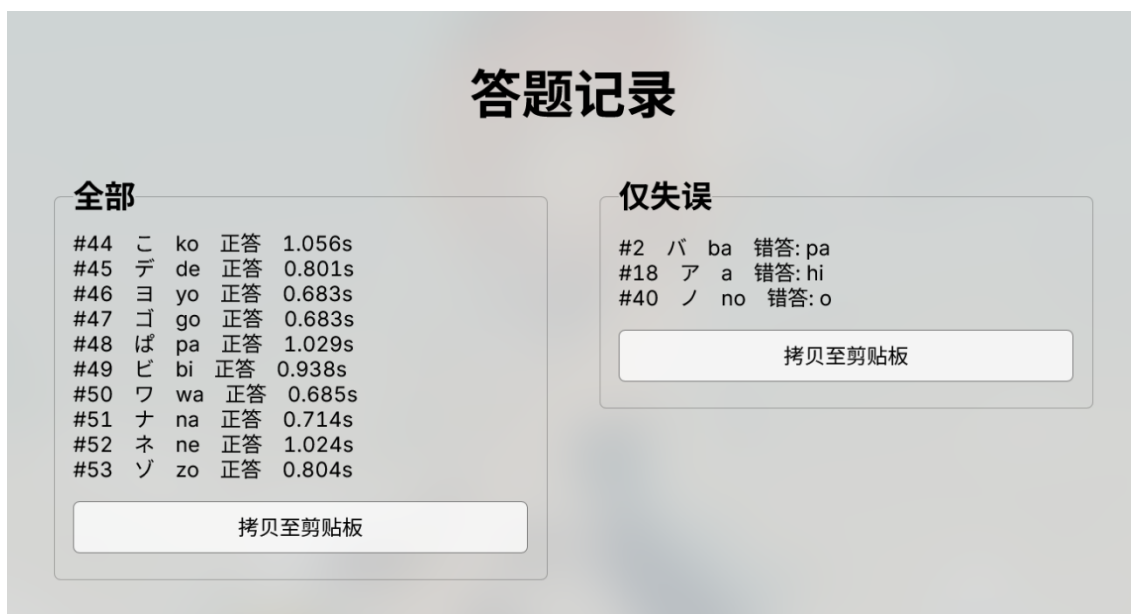 答题记录
全部
#44 こ ko 正答 1.056s
#45 デ de 正答 0.801s
#46 ヨ yo 正答 0.683s
#47 ゴ go 正答 0.683s
#48 ぱ pa 正答 1.029s
#49 ビ bi 正答 0.938s
#50 ワ wa 正答 0.685s
#51 ナ na 正答 0.714s
#52 ネ ne 正答 1.024s
#53 ゾ zo 正答 0.804s
拷贝至剪贴板
仅失误
#2 バ ba 错答: pa
#18 ア a 错答: hi
#40 ノ no 错答: o
拷贝至剪贴板